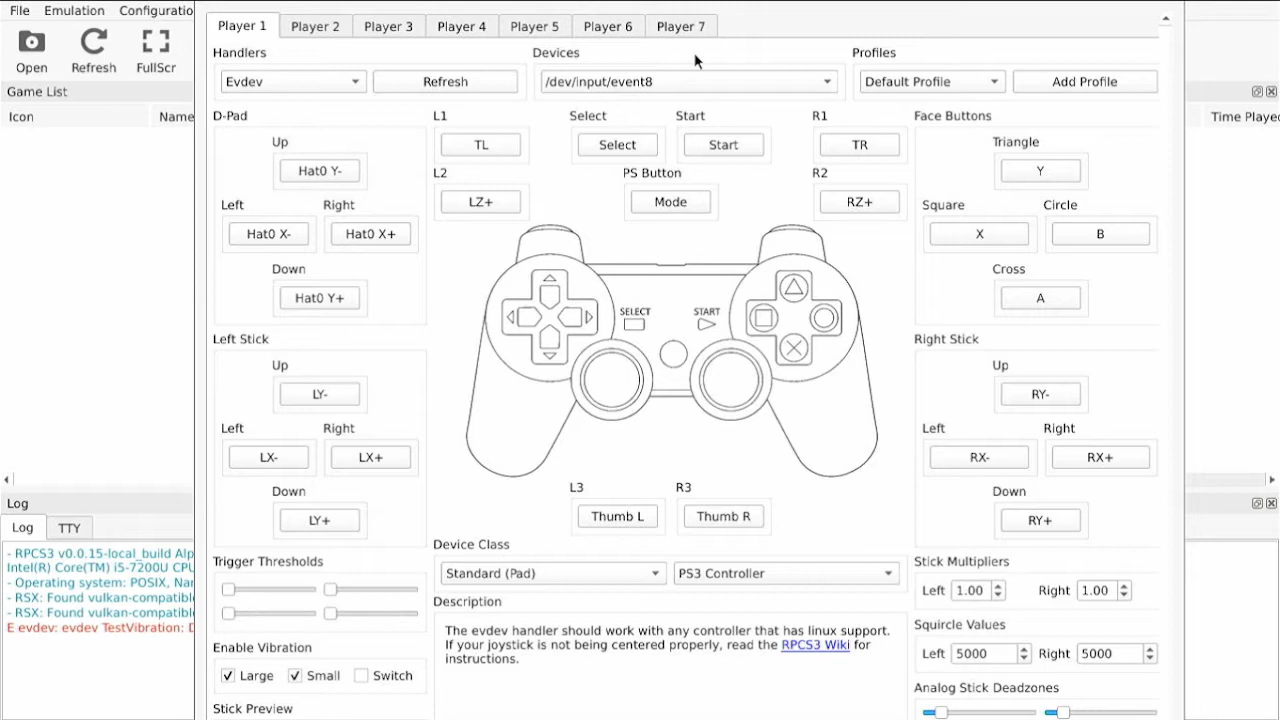 File Emulation Configuratio
Open Refresh FullScr
Game List
Icon Name Time Playe
Player 1 Player 2 Player 3 Player 4 Player 5 Player 6 Player 7
Handlers Devices Profiles
Evdev Refresh /dev/input/event8 Default Profile Add Profile
D-Pad L1 Select Start R1 Face Buttons
Up Triangle
TL Select Start TR
Hat0 Y- Y
L2 PS Button R2
Left Right Square Circle
LZ+ Mode RZ+
Hat0 X- Hat0 X+ X B
Down Cross
Hat0 Y+ A
SELECT START
Left Stick Right Stick
Up Up
LY- RY-
Left Right Left Right
LX- LX+ RX- RX+
L3 R3
Down Down
Thumb L Thumb R
LY+ RY+
Log
Log TTY
Device Class
- RPCS3 v0.0.15-local_build Alp
Intel(R) Core(TM) i5-7200U CPU
- Operating system: POSIX, Nar
- RSX: Found vulkan-compatible
- RSX: Found vulkan-compatible
E evdev: evdev TestVibration: D
Trigger Thresholds Stick Multipliers
Standard (Pad) PS3 Controller
Left 1.00 Right 1.00
Description
Squircle Values
The evdev handler should work with any controller that has linux support.
If your joystick is not being centered properly, read the RPCS3 Wiki for
instructions.
Enable Vibration
Left 5000 Right 5000
Large Small Switch
Analog Stick Deadzones
Stick Preview